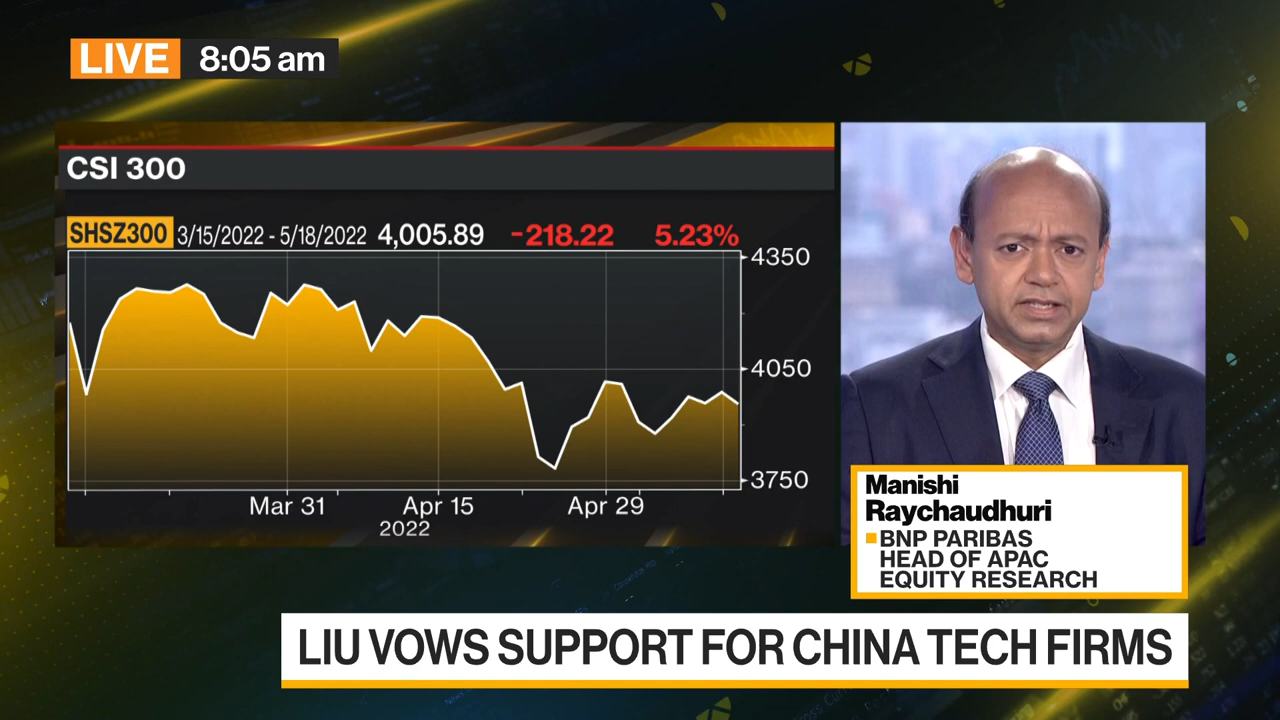 LIVE 8:05 am
CSI 300
SHSZ300 3/15/2022 - 5/18/2022 4,005.89 -218.22 5.23%
4350
4050
3750
Mar 31 Apr 15 Apr 29
2022
Manishi
Raychaudhuri
BNP PARIBAS
HEAD OF APAC
EQUITY RESEARCH
LIU VOWS SUPPORT FOR CHINA TECH FIRMS